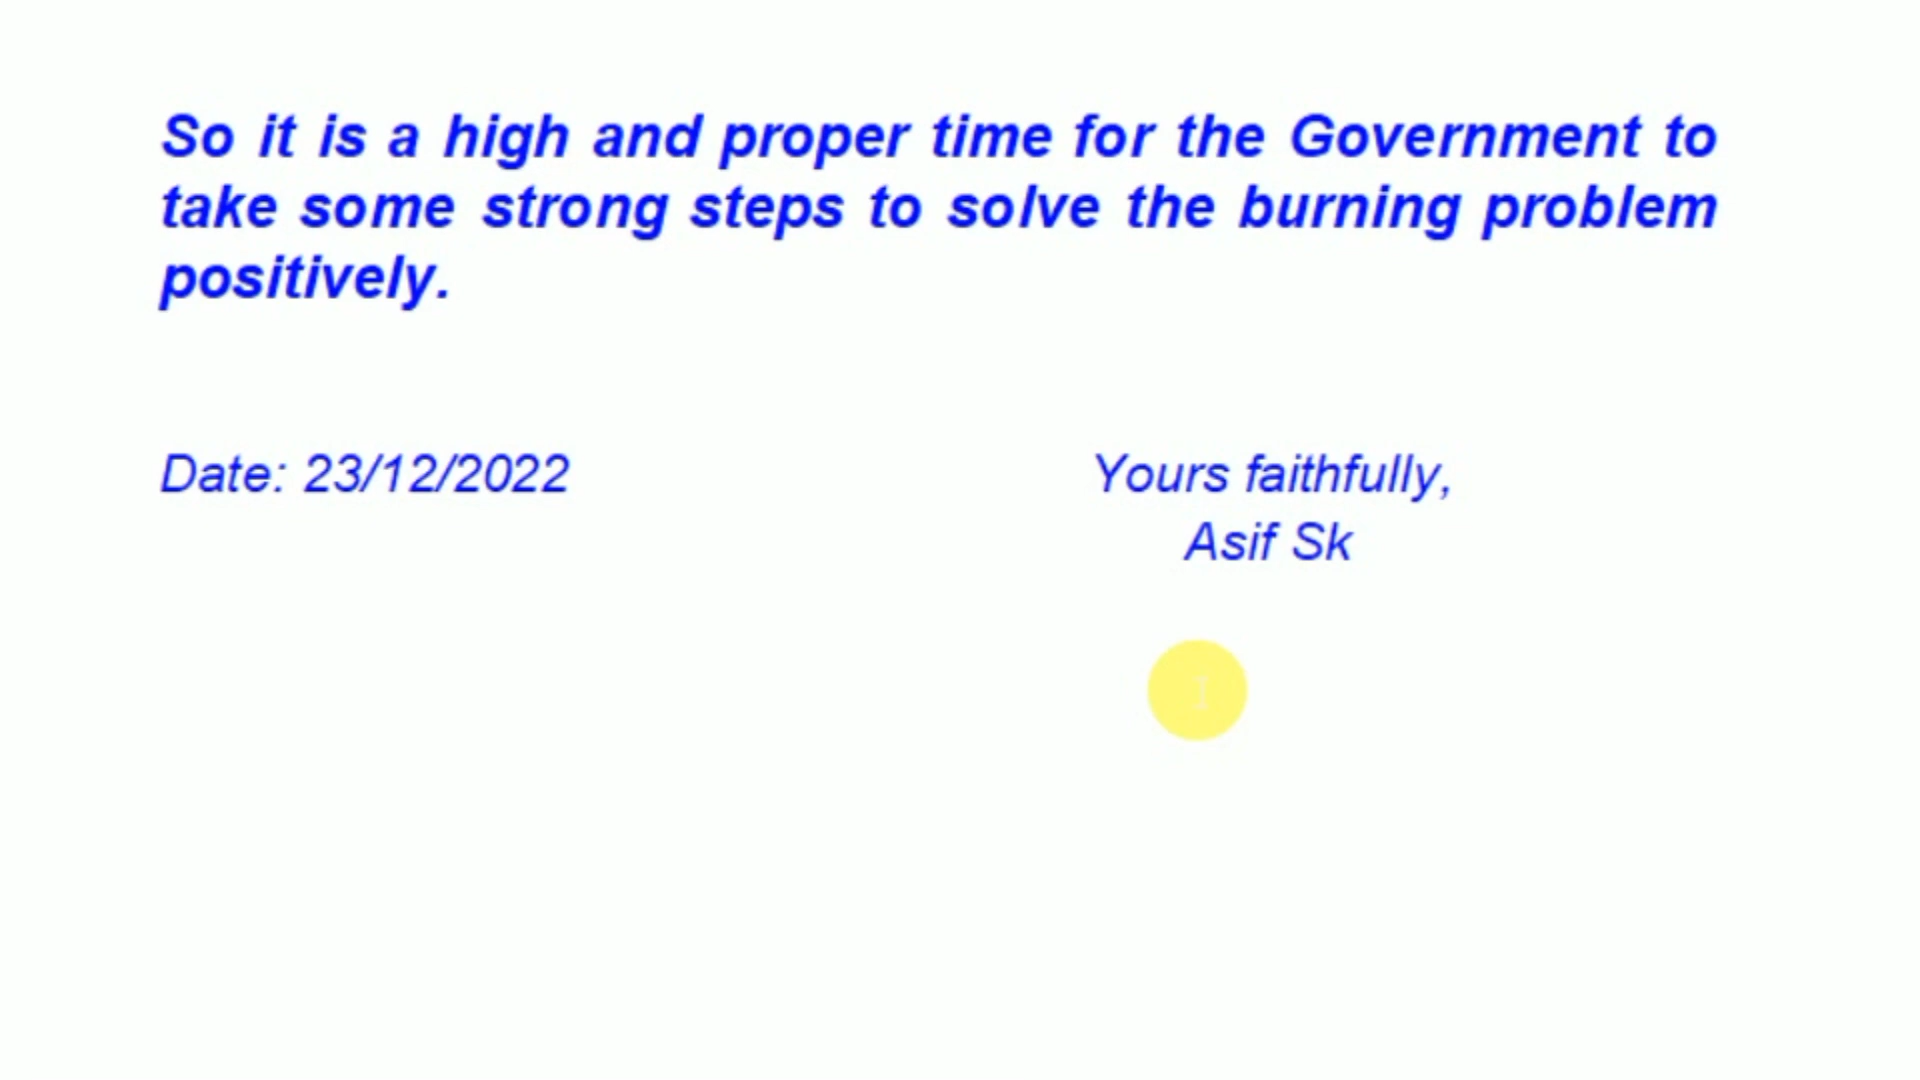 So it is a high and proper time for the Government to
take some strong steps to solve the burning problem
positively.
Date: 23/12/2022
Yours faithfully,
Asif Sk